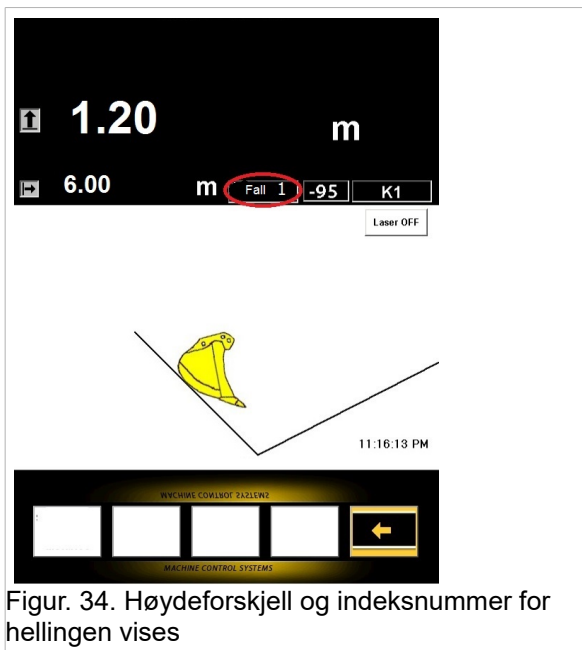 1.20 m
6.00 m Fall 1 -95 K1
Laser OFF
11:16:13 PM
MACHINE CONTROL SYSTEMS
MACHINE CONTROL SYSTEMS
Figur. 34. Høydeforskjell og indeksnummer for
hellingen vises